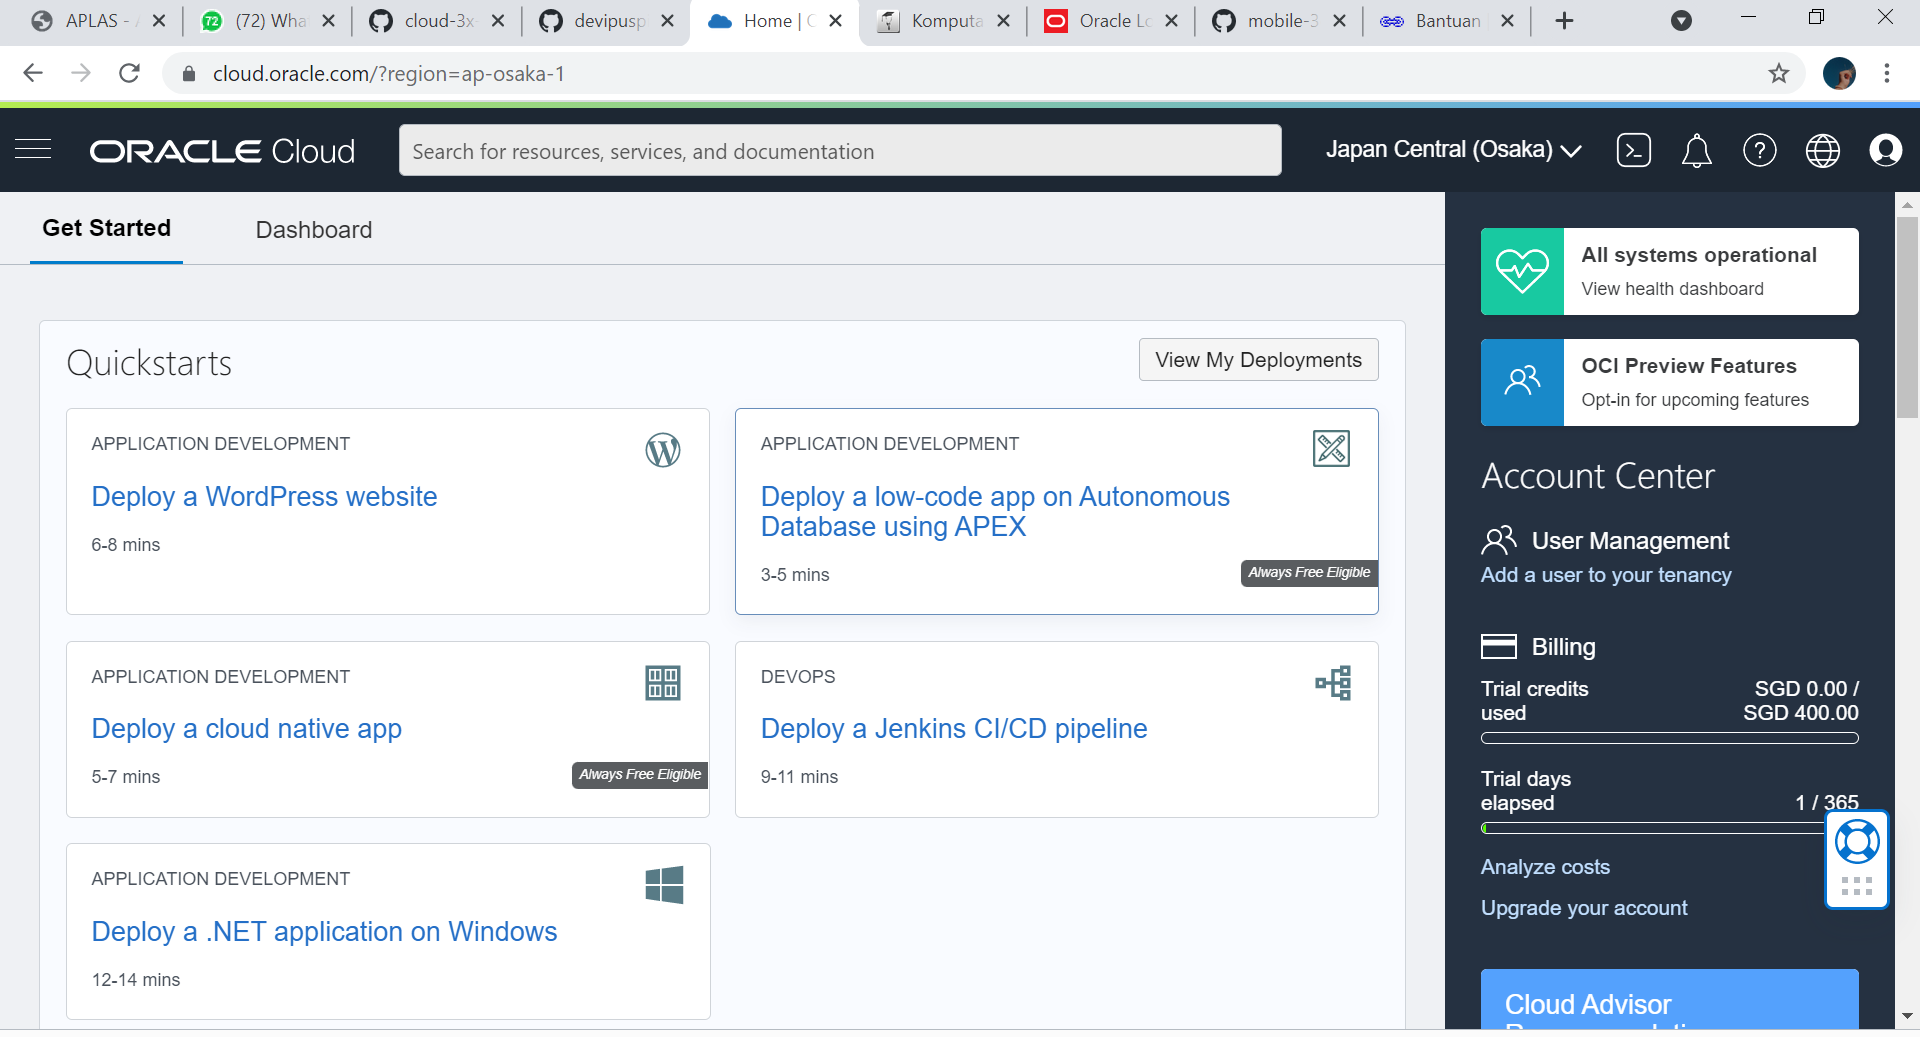 APLAS -
72
(72) Wha
cloud-3x-
devipusp
Home |
Komputa
Oracle Lo
mobile-3
Bantuan
cloud.oracle.com/?region=ap-osaka-1
ORACLE Cloud
Search for resources, services, and documentation
Japan Central (Osaka)
Get Started
Dashboard
Quickstarts
View My Deployments
APPLICATION DEVELOPMENT
Deploy a WordPress website
6-8 mins
APPLICATION DEVELOPMENT
Deploy a low-code app on Autonomous
Database using APEX
3-5 mins
Always Free Eligible
APPLICATION DEVELOPMENT
Deploy a cloud native app
5-7 mins
Always Free Eligible
DEVOPS
Deploy a Jenkins CI/CD pipeline
9-11 mins
APPLICATION DEVELOPMENT
Deploy a .NET application on Windows
12-14 mins
All systems operational
View health dashboard
OCI Preview Features
Opt-in for upcoming features
Account Center
User Management
Add a user to your tenancy
Billing
Trial credits
used
SGD 0.00 /
SGD 400.00
Trial days
elapsed
1 / 365
Analyze costs
Upgrade your account
Cloud Advisor